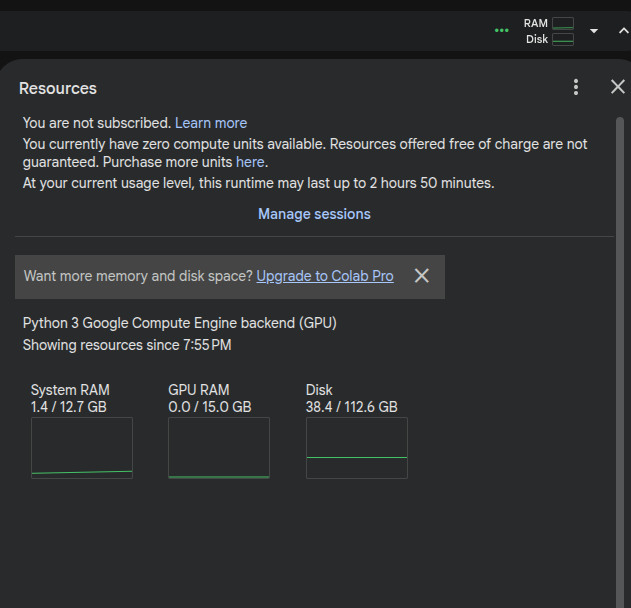 RAM
Disk
Resources
You are not subscribed. Learn more
You currently have zero compute units available. Resources offered free of charge are not
guaranteed. Purchase more units here.
At your current usage level, this runtime may last up to 2 hours 50 minutes.
Manage sessions
Want more memory and disk space? Upgrade to Colab Pro
Python 3 Google Compute Engine backend (GPU)
Showing resources since 7:55 PM
System RAM
1.4 / 12.7 GB
GPU RAM
0.0 / 15.0 GB
Disk
38.4 / 112.6 GB